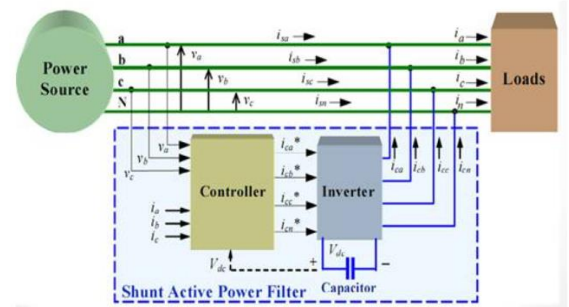 a
i_sa
i_a
v_a
b
i_sb
i_b
Power Source
v_b
Loads
c
i_sc
i_c
v_c
N
i_sn
i_n
v_a
v_b
v_c
i_ca*
i_cb*
i_cc*
i_cn*
i_ca
i_cb
i_cc
i_cn
Controller
Inverter
i_a
i_b
i_c
V_dc
+
V_dc
−
Capacitor
Shunt Active Power Filter